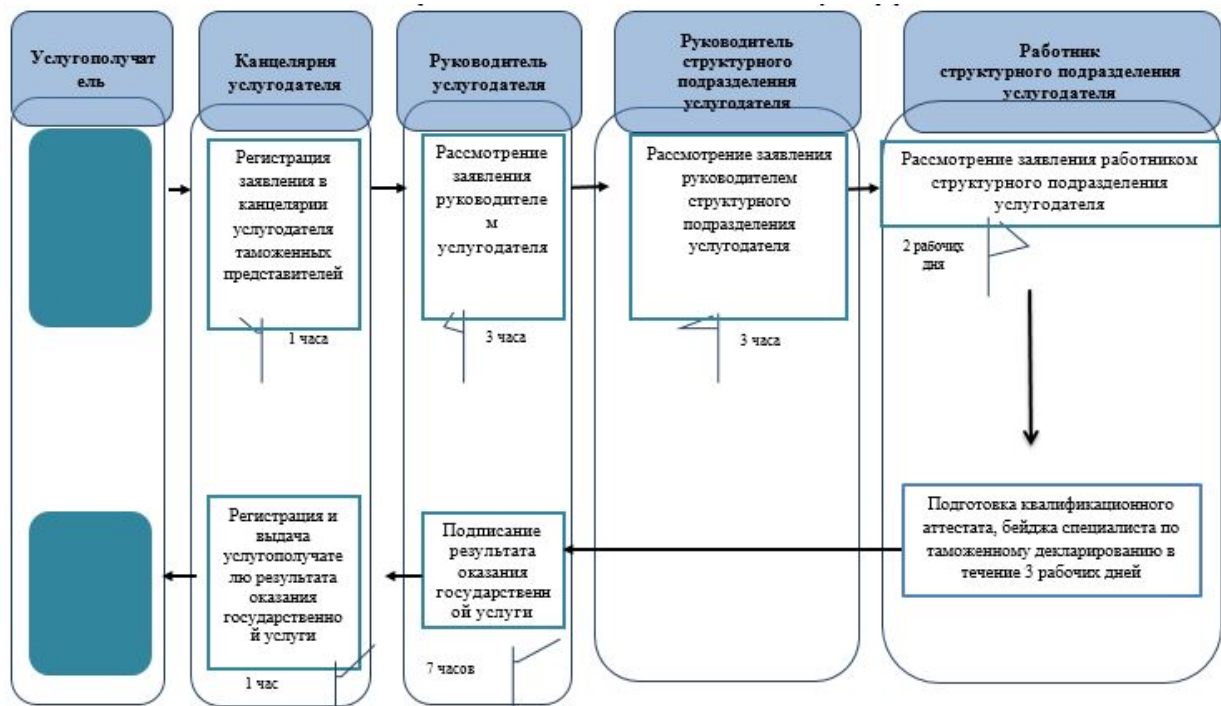 Услугополучат
ель
Канцелярия
услугодателя
Руководитель
услугодателя
Руководитель
структурного
подразделения
услугодателя
Работник
структурного подразделения
услугодателя
Регистрация
заявления в
канцелярии
услугодателя
таможенных
представителей
1 часа
Рассмотрение
заявления
руководителе
м
услугодателя
3 часа
Рассмотрение заявления
руководителем
структурного
подразделения
услугодателя
3 часа
Рассмотрение заявления работником
структурного подразделения
услугодателя
2 рабочих
дня
Подготовка квалификационного
аттестата, бейджа специалиста по
таможенному декларированию в
течение 3 рабочих дней
Подписание
результата
оказания
государственн
ой услуги
7 часов
Регистрация и
выдача
услугополучате
лю результата
оказания
государственно
й услуги
1 час